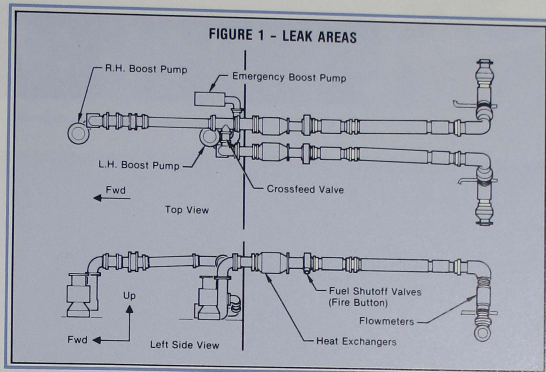 FIGURE 1 - LEAK AREAS
R.H. Boost Pump
Emergency Boost Pump
L.H. Boost Pump
Crossfeed Valve
Fwd
Top View
Up
Fuel Shutoff Valves
(Fire Button)
Flowmeters
Fwd
Left Side View
Heat Exchangers